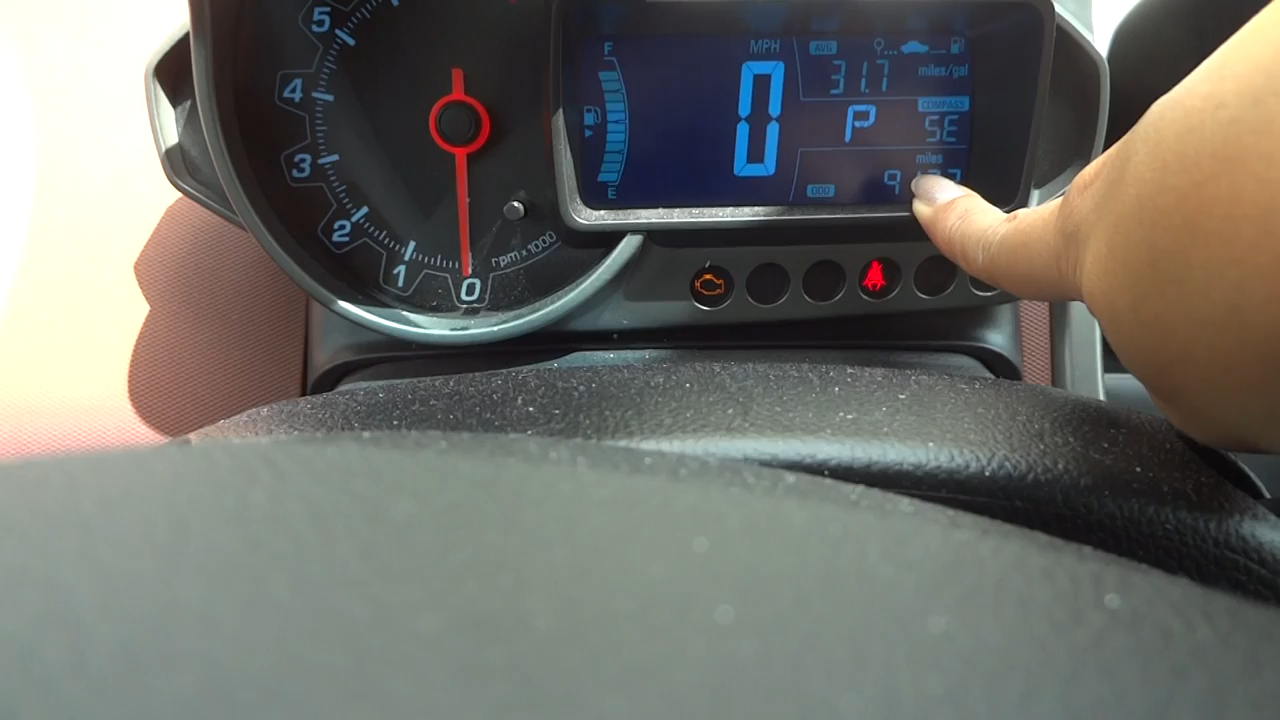 5
4
3
2
1
0
rpm x 1000
F
E
MPH
0
AVG
31.7
miles/gal
P
COMPASS
SE
miles
ODO